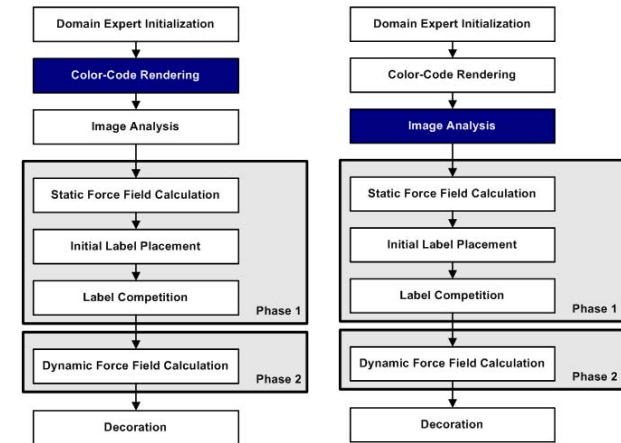 Domain Expert Initialization
Color-Code Rendering
Image Analysis
Static Force Field Calculation
Initial Label Placement
Label Competition
Phase 1
Dynamic Force Field Calculation
Phase 2
Decoration
Domain Expert Initialization
Color-Code Rendering
Image Analysis
Static Force Field Calculation
Initial Label Placement
Label Competition
Phase 1
Dynamic Force Field Calculation
Phase 2
Decoration